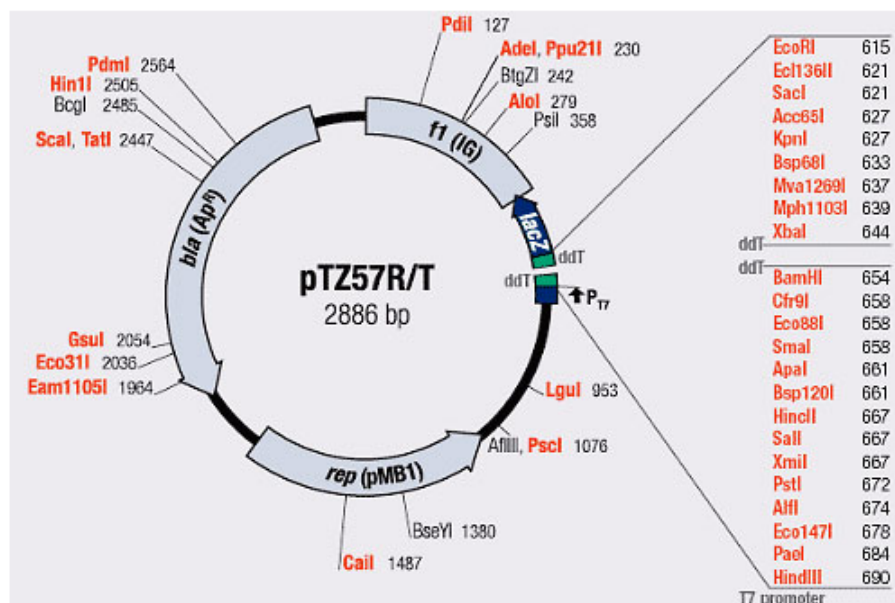 PdiI 127
AdeI, Ppu21I 230
BtgZI 242
AloI 279
PsiI 358
PdmI 2564
Hin1I 2505
BcgI 2485
ScaI, TatI 2447
f1 (IG)
lacZ
ddT
ddT
bla (ApR)
pTZ57R/T
2886 bp
PT7
GsuI 2054
Eco31I 2036
Eam1105I 1964
LguI 953
AflIII, PscI 1076
rep (pMB1)
BseYI 1380
CaiI 1487
EcoRI 615
Ecl136II 621
SacI 621
Acc65I 627
KpnI 627
Bsp68I 633
Mva1269I 637
Mph1103I 639
XbaI 644
ddT
ddT
BamHI 654
Cfr9I 658
Eco88I 658
SmaI 658
ApaI 661
Bsp120I 661
HincII 667
SalI 667
XmiI 667
PstI 672
AlfI 674
Eco147I 678
PaeI 684
HindIII 690
T7 promoter